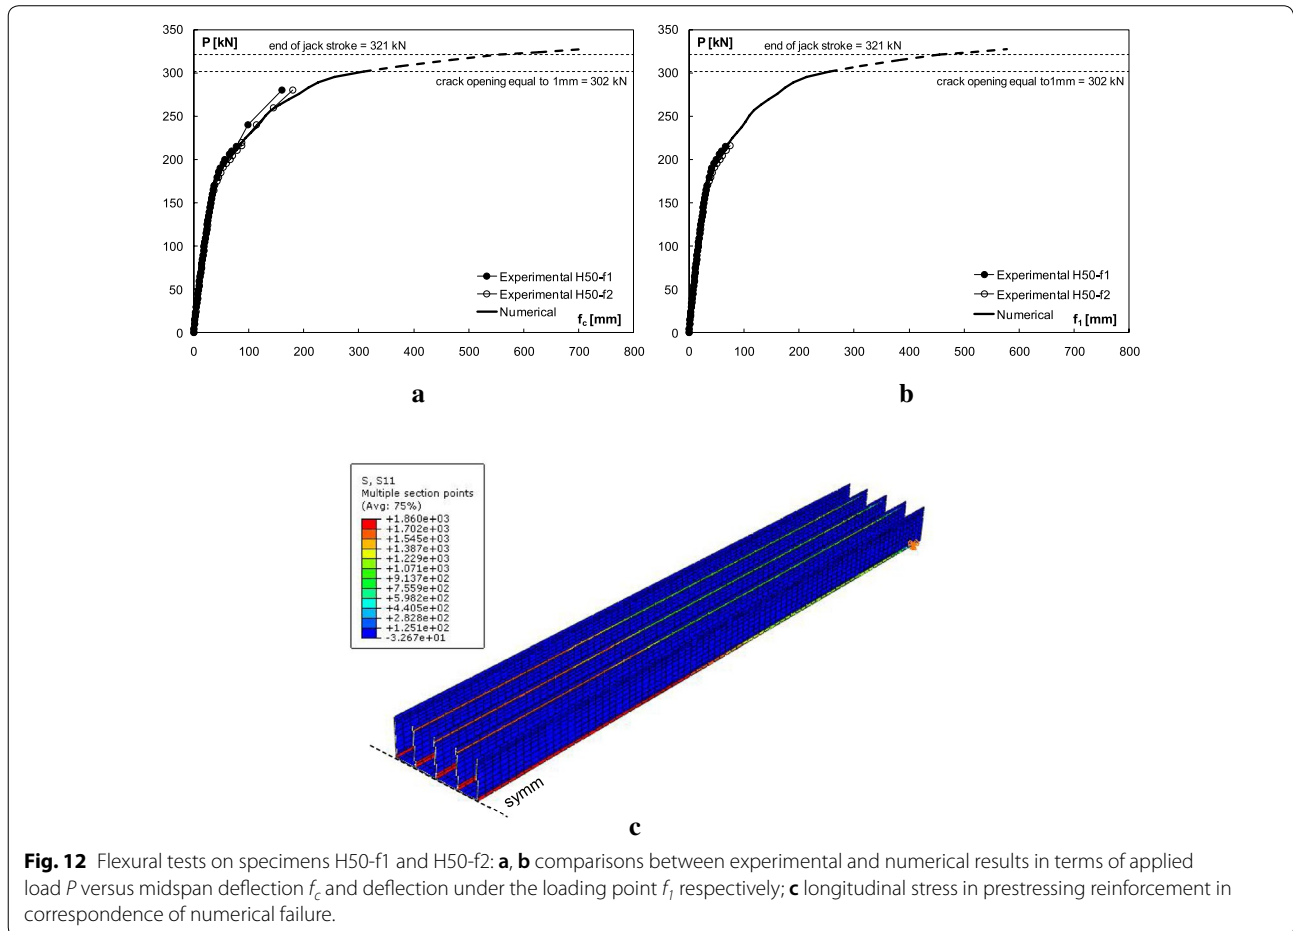 P [kN]
end of jack stroke = 321 kN
crack opening equal to 1mm = 302 kN
350
300
250
200
150
100
50
0
Experimental H50-f1
Experimental H50-f2
Numerical
fc [mm]
0 100 200 300 400 500 600 700 800
a
P [kN]
end of jack stroke = 321 kN
crack opening equal to1mm = 302 kN
350
300
250
200
150
100
50
0
Experimental H50-f1
Experimental H50-f2
Numerical
f1 [mm]
0 100 200 300 400 500 600 700 800
b
S, S11
Multiple section points
(Avg: 75%)
+1.860e+03
+1.702e+03
+1.545e+03
+1.387e+03
+1.229e+03
+1.071e+03
+9.137e+02
+7.559e+02
+5.982e+02
+4.405e+02
+2.828e+02
+1.251e+02
-3.267e+01
symm
c
Fig. 12 Flexural tests on specimens H50-f1 and H50-f2: a, b comparisons between experimental and numerical results in terms of applied
load P versus midspan deflection fc and deflection under the loading point f1 respectively; c longitudinal stress in prestressing reinforcement in
correspondence of numerical failure.